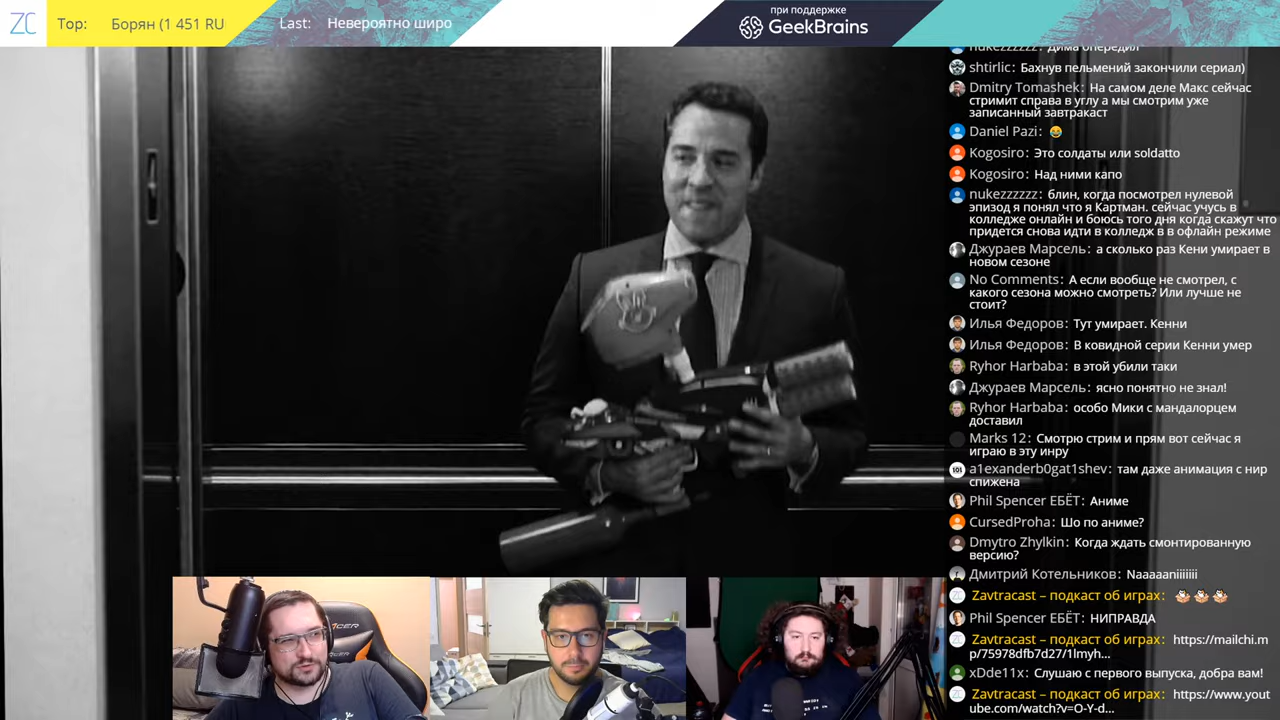 ZC
Top: Борян (1 451 RU
Last: Невероятно широ
при поддержке
GeekBrains
nukezzzzzz: Дима опередил
shtirlic: Бахнув пельмений закончили сериал)
Dmitry Tomashek: На самом деле Макс сейчас
стримит справа в углу а мы смотрим уже
записанный завтракаст
Daniel Pazi: 😂
Kogosiro: Это солдаты или soldatto
Kogosiro: Над ними капо
nukezzzzzz: блин, когда посмотрел нулевой
эпизод я понял что я Картман. сейчас учусь в
колледже онлайн и боюсь того дня когда скажут что
придется снова идти в колледж в в офлайн режиме
Джураев Марсель: а сколько раз Кени умирает в
новом сезоне
No Comments: А если вообще не смотрел, с
какого сезона можно смотреть? Или лучше не
стоит?
Илья Федоров: Тут умирает. Кенни
Илья Федоров: В ковидной серии Кенни умер
Ryhor Harbaba: в этой убили таки
Джураев Марсель: ясно понятно не знал!
Ryhor Harbaba: особо Мики с мандалорцем
доставил
Marks 12: Смотрю стрим и прям вот сейчас я
играю в эту инру
a1exanderb0gat1shev: там даже анимация с нир
спижена
Phil Spencer ЕБЁТ: Аниме
CursedProha: Шо по аниме?
Dmytro Zhylkin: Когда ждать смонтированную
версию?
Дмитрий Котельников: Naaaaaniiiiiii
Zavtracast – подкаст об играх:
Phil Spencer ЕБЁТ: НИПРАВДА
Zavtracast – подкаст об играх: https://mailchi.m
p/75978dfb7d27/1lmyh...
xDde11x: Слушаю с первого выпуска, добра вам!
Zavtracast – подкаст об играх: https://www.yout
ube.com/watch?v=O-Y-d...